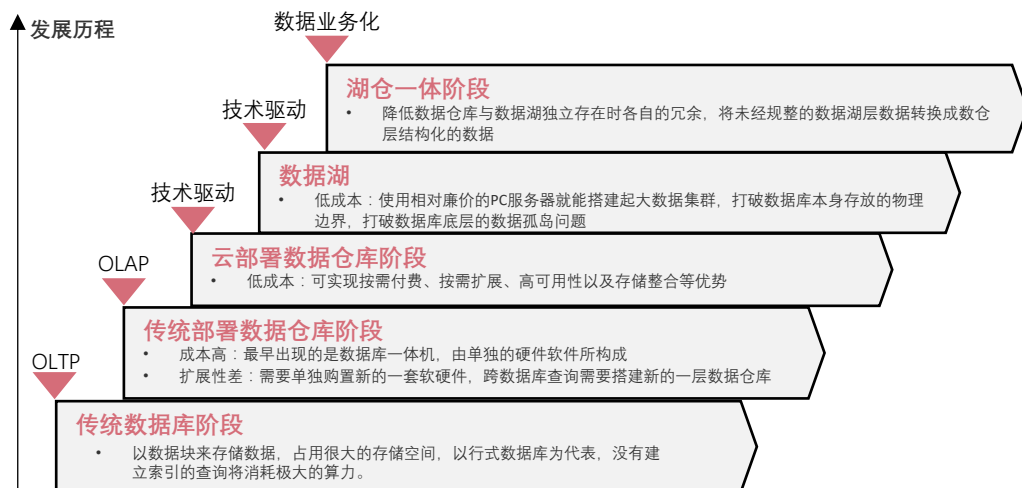 发展历程
数据业务化
湖仓一体阶段
• 降低数据仓库与数据湖独立存在时各自的冗余，将未经规整的数据湖层数据转换成数仓
层结构化的数据
技术驱动
数据湖
• 低成本：使用相对廉价的PC服务器就能搭建起大数据集群，打破数据库本身存放的物理
边界，打破数据库底层的数据孤岛问题
技术驱动
云部署数据仓库阶段
• 低成本：可实现按需付费、按需扩展、高可用性以及存储整合等优势
OLAP
传统部署数据仓库阶段
• 成本高：最早出现的是数据库一体机，由单独的硬件软件所构成
• 扩展性差：需要单独购置新的一套软硬件，跨数据库查询需要搭建新的一层数据仓库
OLTP
传统数据库阶段
• 以数据块来存储数据，占用很大的存储空间，以行式数据库为代表，没有建
立索引的查询将消耗极大的算力。